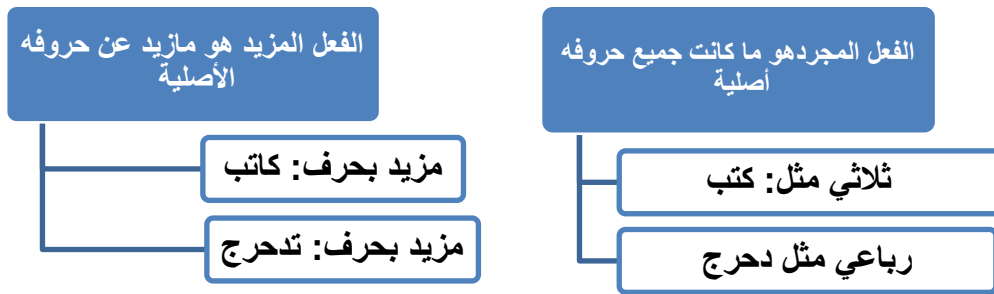 الفعل المجردهو ما كانت جميع حروفه
أصلية
ثلاثي مثل: كتب
رباعي مثل دحرج
الفعل المزيد هو مازيد عن حروفه
الأصلية
مزيد بحرف: كاتب
مزيد بحرف: تدحرج